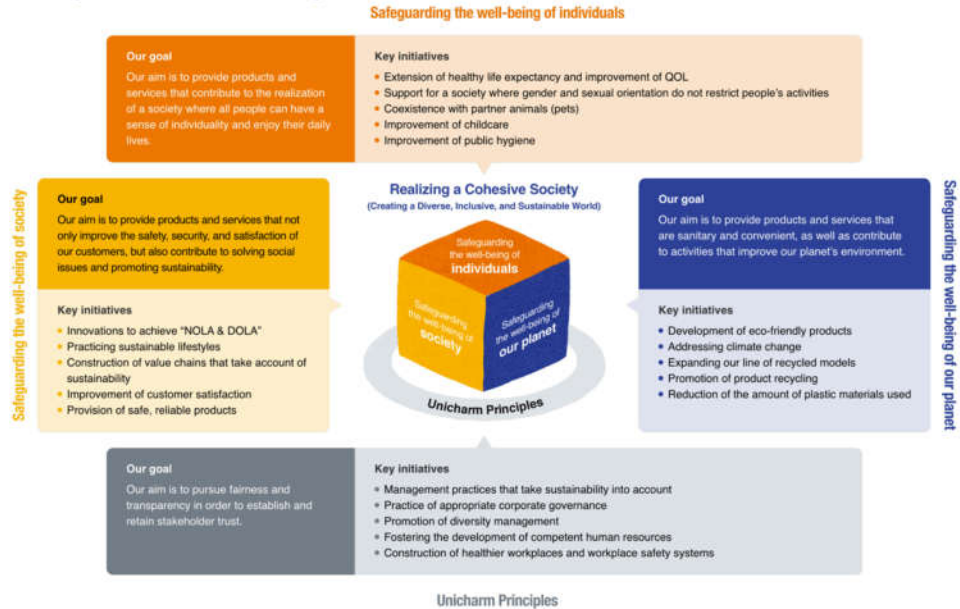 Safeguarding the well-being of individuals
Our goal
Our aim is to provide products and
services that contribute to the realization
of a society where all people can have a
sense of individuality and enjoy their daily
lives.
Key initiatives
• Extension of healthy life expectancy and improvement of QOL
• Support for a society where gender and sexual orientation do not restrict people's activities
• Coexistence with partner animals (pets)
• Improvement of childcare
• Improvement of public hygiene
Safeguarding the well-being of society
Our goal
Our aim is to provide products and services that not
only improve the safety, security, and satisfaction of
our customers, but also contribute to solving social
issues and promoting sustainability.
Key initiatives
• Innovations to achieve "NOLA & DOLA"
• Practicing sustainable lifestyles
• Construction of value chains that take account of
sustainability
• Improvement of customer satisfaction
• Provision of safe, reliable products
Realizing a Cohesive Society
(Creating a Diverse, Inclusive, and Sustainable World)
Safeguarding
the well-being of
individuals
Safeguarding
the well-being of
society
Safeguarding
the well-being of
our planet
Unicharm Principles
Our goal
Our aim is to provide products and services that
are sanitary and convenient, as well as contribute
to activities that improve our planet's environment.
Key initiatives
• Development of eco-friendly products
• Addressing climate change
• Expanding our line of recycled models
• Promotion of product recycling
• Reduction of the amount of plastic materials used
Safeguarding the well-being of our planet
Our goal
Our aim is to pursue fairness and
transparency in order to establish and
retain stakeholder trust.
Key initiatives
• Management practices that take sustainability into account
• Practice of appropriate corporate governance
• Promotion of diversity management
• Fostering the development of competent human resources
• Construction of healthier workplaces and workplace safety systems
Unicharm Principles